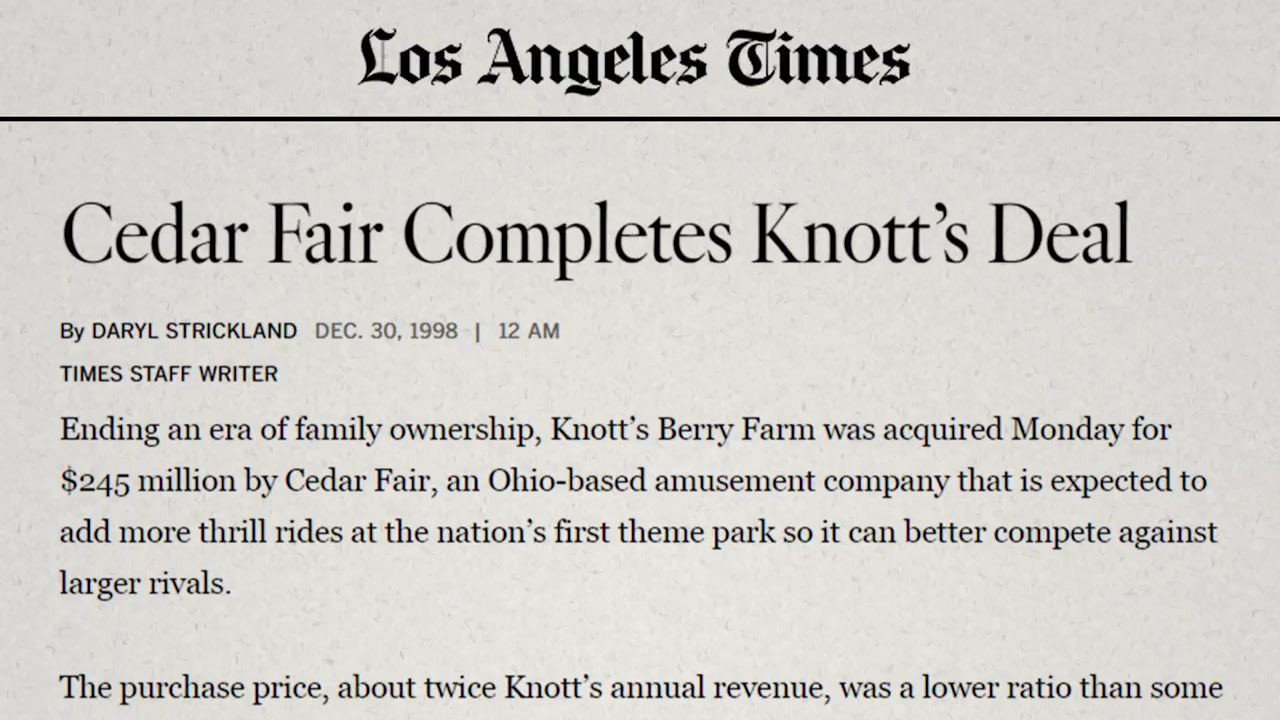 Los Angeles Times
Cedar Fair Completes Knott’s Deal
By DARYL STRICKLAND DEC. 30, 1998 | 12 AM
TIMES STAFF WRITER
Ending an era of family ownership, Knott’s Berry Farm was acquired Monday for
$245 million by Cedar Fair, an Ohio-based amusement company that is expected to
add more thrill rides at the nation’s first theme park so it can better compete against
larger rivals.
The purchase price, about twice Knott’s annual revenue, was a lower ratio than some